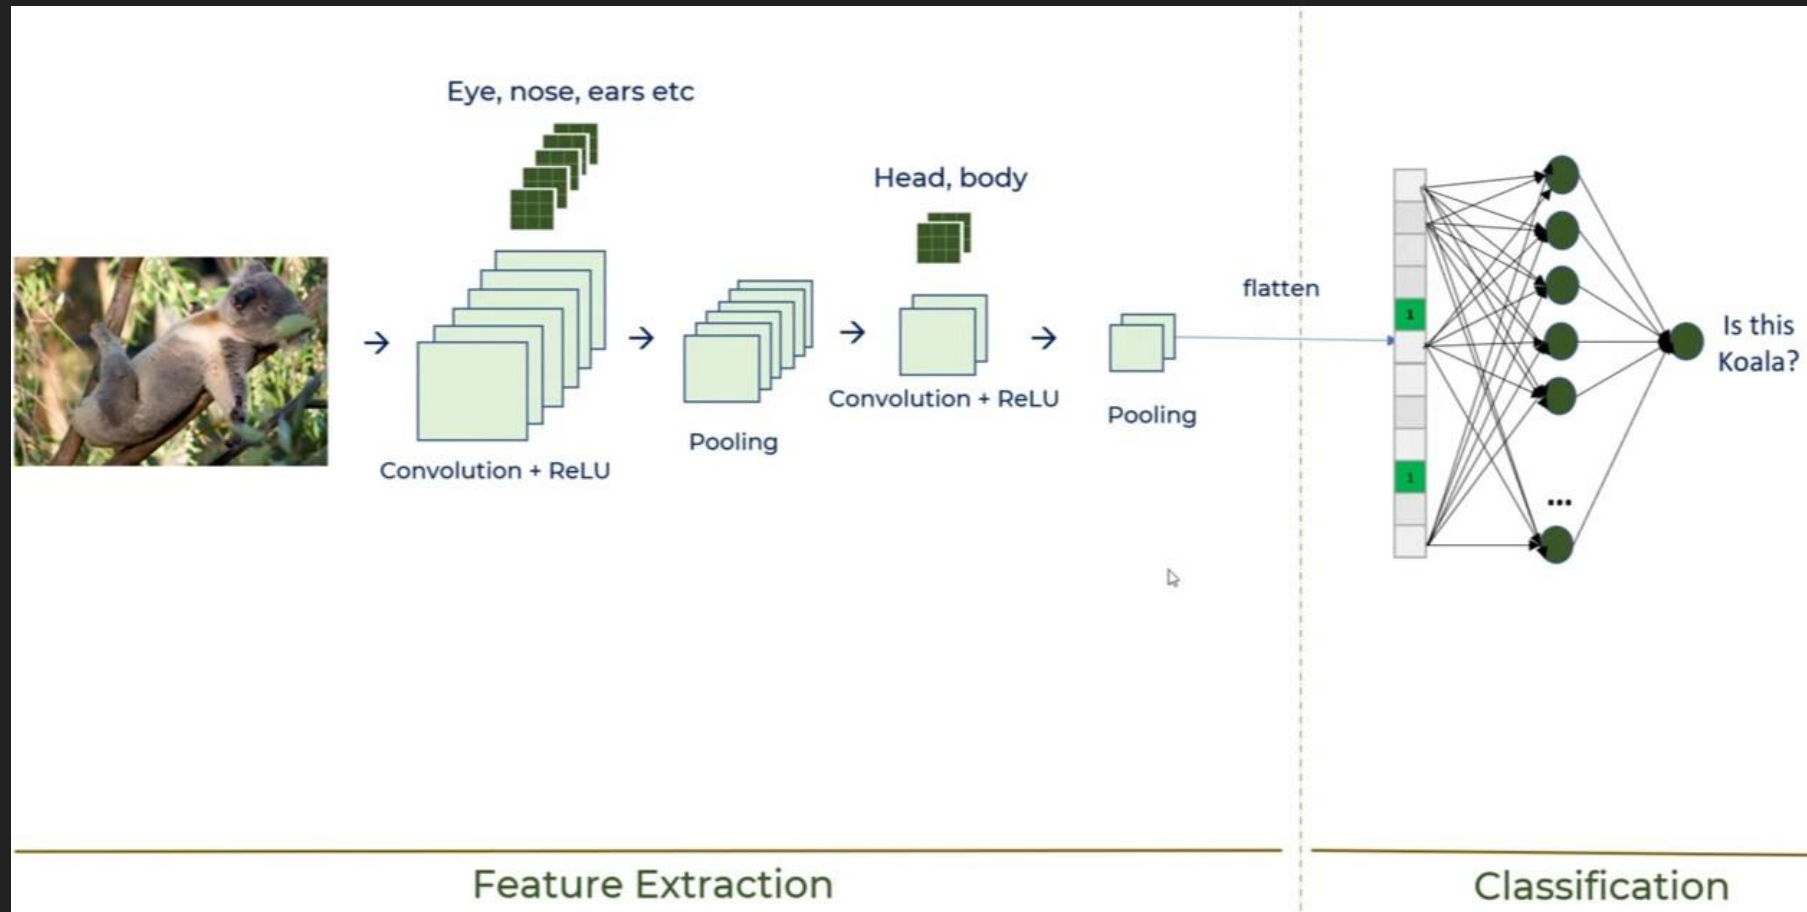 Eye, nose, ears etc
Head, body
flatten
1
Is this
Koala?
Convolution + ReLU
Pooling
Convolution + ReLU
Pooling
1
...
Feature Extraction
Classification